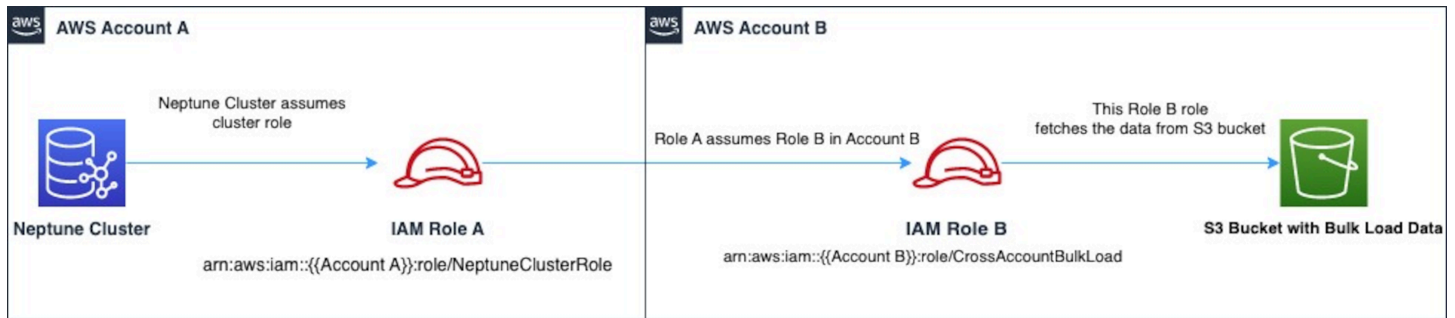 aws
AWS Account A
Neptune Cluster assumes
cluster role
Neptune Cluster
IAM Role A
arn:aws:iam::{{Account A}}:role/NeptuneClusterRole
aws
AWS Account B
Role A assumes Role B in Account B
This Role B role
fetches the data from S3 bucket
IAM Role B
arn:aws:iam::{{Account B}}:role/CrossAccountBulkLoad
S3 Bucket with Bulk Load Data